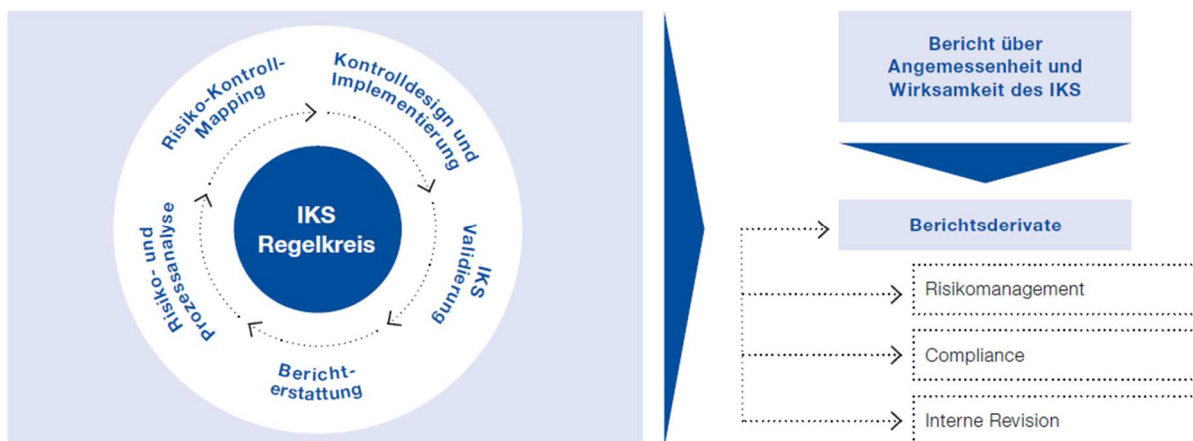 Risiko-Kontroll-
Mapping
Kontrolldesign und
Implementierung
IKS
Validierung
Bericht-
erstattung
Risiko- und
Prozessanalyse
IKS
Regelkreis
Bericht über
Angemessenheit und
Wirksamkeit des IKS
Berichtsderivate
Risikomanagement
Compliance
Interne Revision